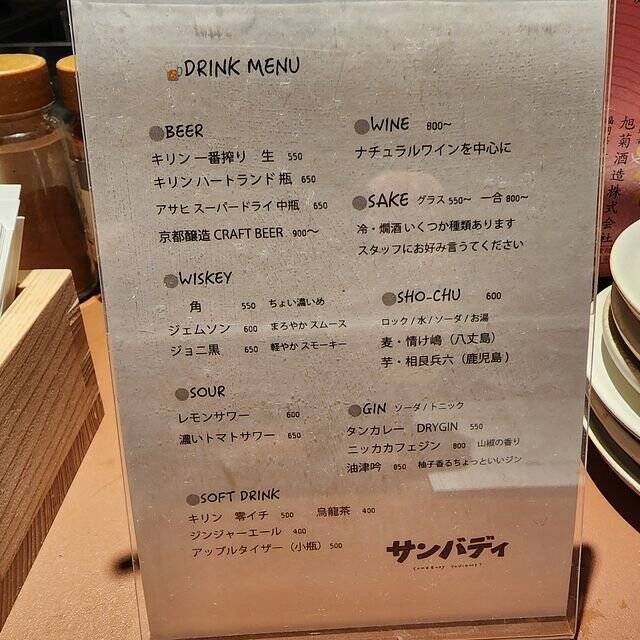 DRINK MENU
BEER
キリン一番搾り 生 550
キリンハートランド瓶 650
アサヒスーパードライ中瓶 650
京都醸造 CRAFT BEER 900〜
WISKEY
角 550 ちょい濃いめ
ジェムソン 600 まろやかスムース
ジョニ黒 650 軽やかスモーキー
SOUR
レモンサワー 600
濃いトマトサワー 650
SOFT DRINK
キリン 零イチ 500 烏龍茶 400
ジンジャーエール 400
アップルタイザー（小瓶）500
WINE 800〜
ナチュラルワインを中心に
SAKE グラス 550〜 一合 800〜
冷・燗酒いくつか種類あります
スタッフにお好み言うてください
SHO-CHU 600
ロック / 水 / ソーダ / お湯
麦・情け嶋（八丈島）
芋・相良兵六（鹿児島）
GIN ソーダ / トニック
タンカレー DRYGIN 550
ニッカカフェジン 800 山椒の香り
油津吟 850 柚子香るちょっといいジン
サンバディ
旭菊酒造株式会社